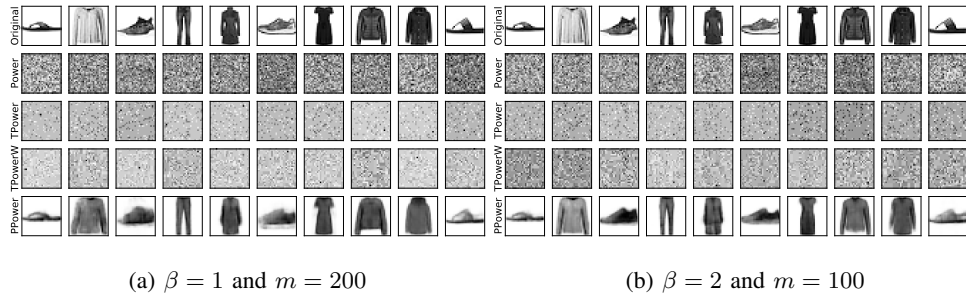 Original
Power
TPower
TPowerW
PPower
Original
Power
TPower
TPowerW
PPower
(a) β = 1 and m = 200
(b) β = 2 and m = 100